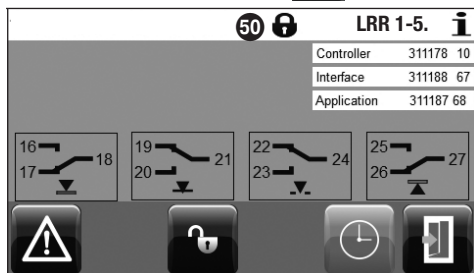 50 LRR 1-5. i
Controller 311178 10
Interface 311188 67
Application 311187 68
16 19 22 25
18 21 24 27
17 20 23 26